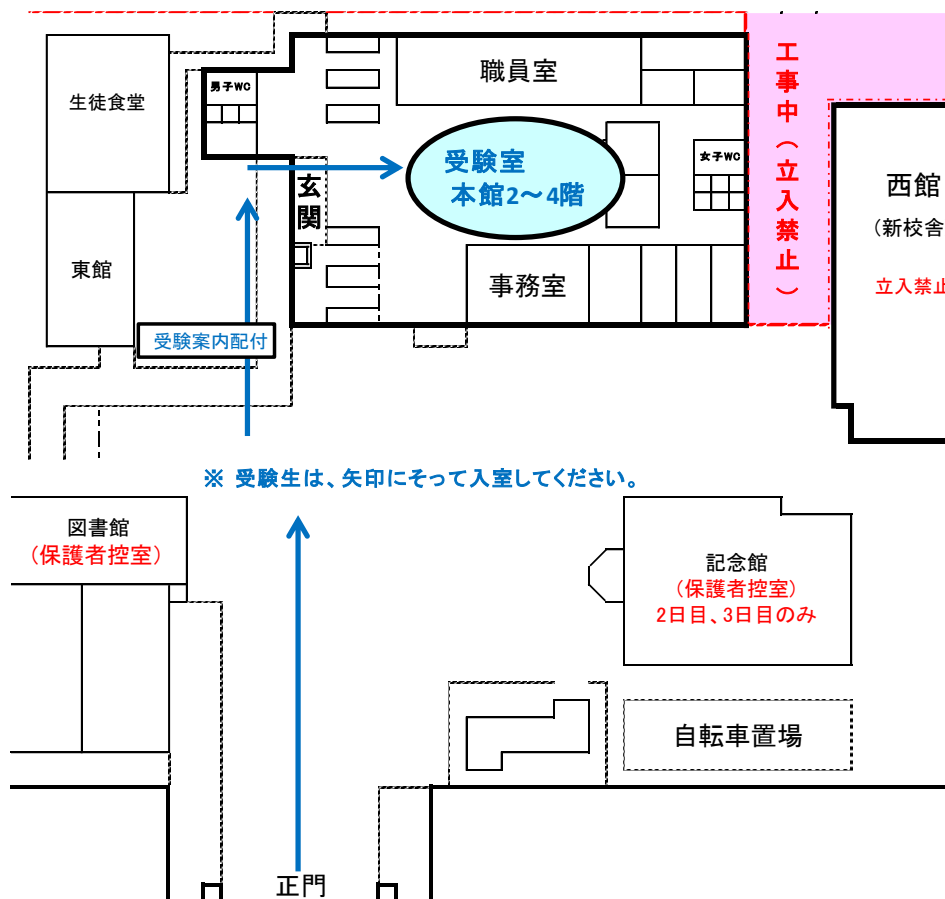 生徒食堂
男子WC
職員室
工事中（立入禁止）
受験室
本館2～4階
女子WC
玄関
西館
(新校舎
立入禁止
東館
事務室
受験案内配付
※ 受験生は、矢印にそって入室してください。
図書館
(保護者控室)
記念館
(保護者控室)
2日目、3日目のみ
自転車置場
正門